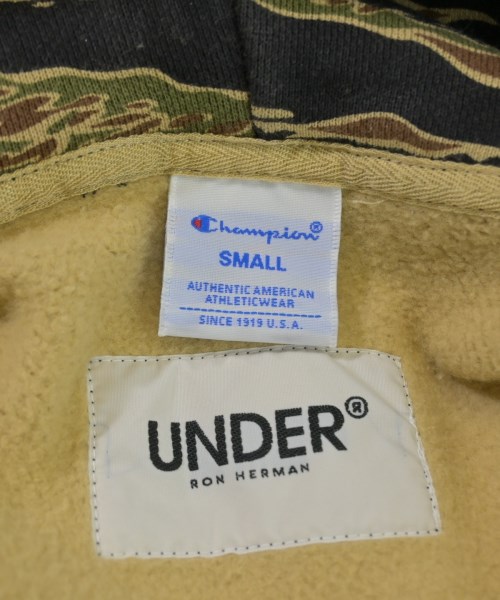 Champion®
SMALL
AUTHENTIC AMERICAN
ATHLETICWEAR
SINCE 1919 U.S.A.
UNDER®
RON HERMAN